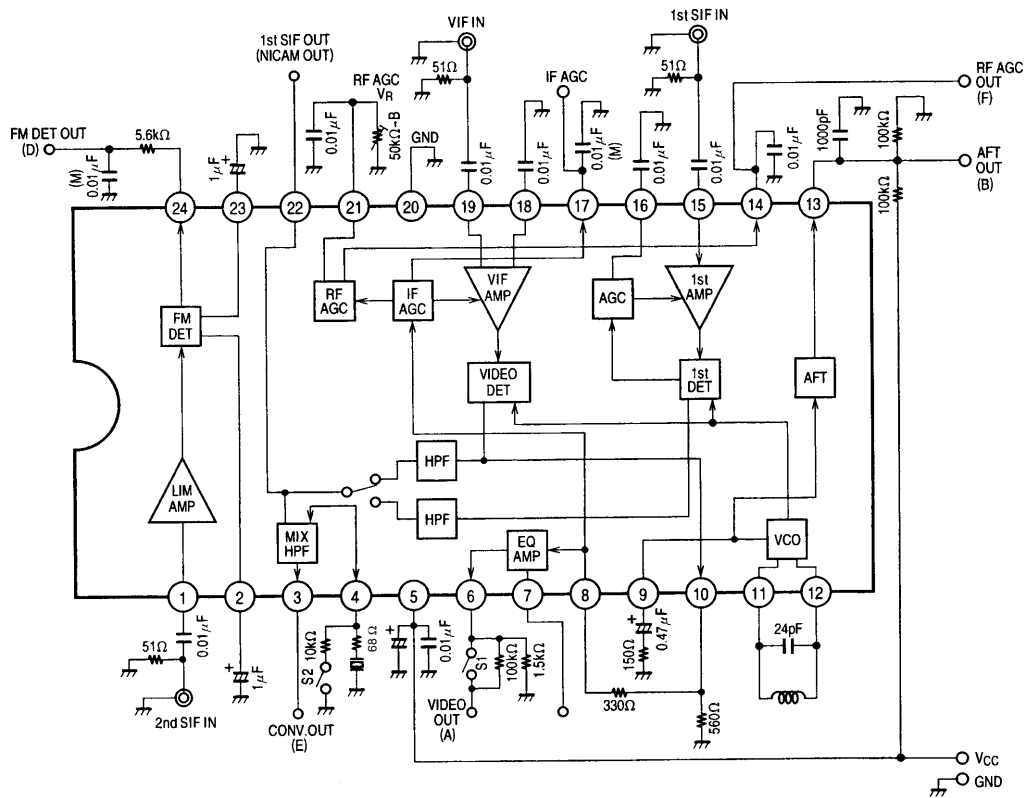 1st SIF OUT
(NICAM OUT)
VIF IN
1st SIF IN
RF AGC
VR
51Ω
IF AGC
51Ω
RF AGC
OUT
(F)
FM DET OUT
(D)
5.6kΩ
(M)
0.01µF
1µF
+
0.01µF
50kΩ-B
GND
0.01µF
0.01µF
0.01µF
(M)
0.01µF
0.01µF
0.01µF
1000pF
100kΩ
AFT
OUT
(B)
100kΩ
24
23
22
21
20
19
18
17
16
15
14
13
RF
AGC
IF
AGC
VIF
AMP
AGC
1st
AMP
FM
DET
VIDEO
DET
1st
DET
AFT
LIM
AMP
HPF
HPF
MIX
HPF
EQ
AMP
VCO
1
2
3
4
5
6
7
8
9
10
11
12
0.01µF
51Ω
2nd SIF IN
+
1µF
CONV.OUT
(E)
10kΩ
S2
68Ω
+
0.01µF
S1
100kΩ
1.5kΩ
VIDEO
OUT
(A)
330Ω
+
0.47µF
150Ω
560Ω
24pF
VCC
GND